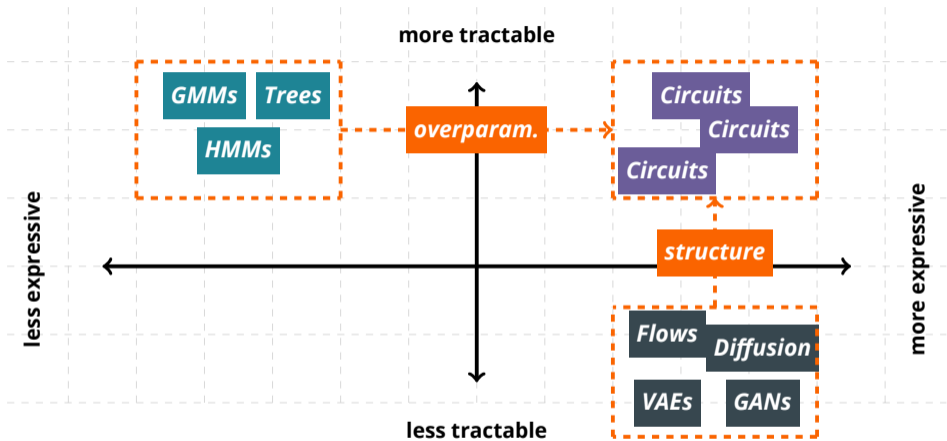 more tractable
GMMs
Trees
HMMs
overparam.
Circuits
Circuits
Circuits
less expressive
structure
more expressive
Flows
Diffusion
VAEs
GANs
less tractable